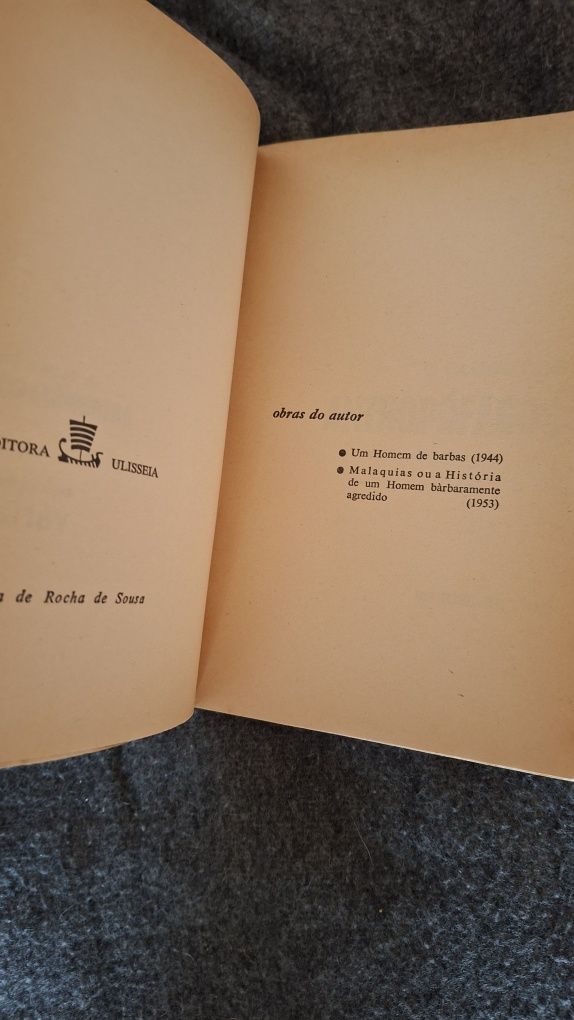 ULISSEIA
de Rocha de Sousa
obras do autor
● Um Homem de barbas (1944)
● Malaquias ou a História
de um Homem bàrbaramente
agredido (1953)